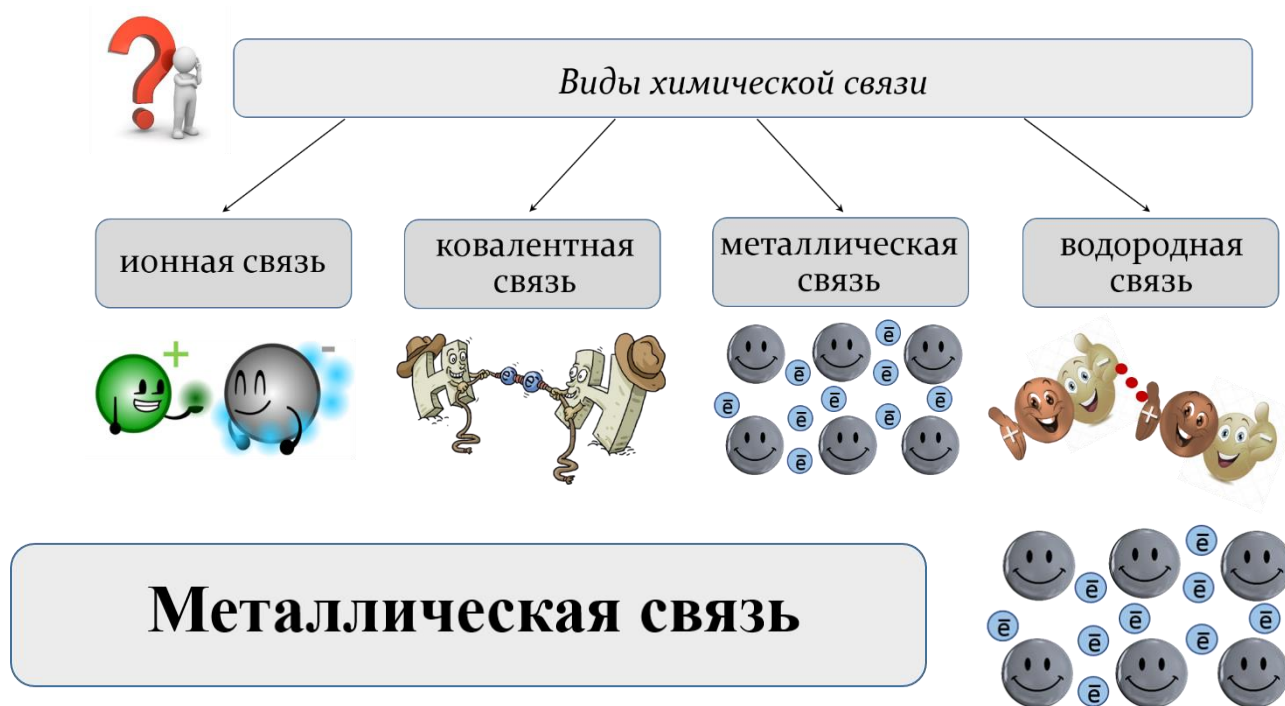 Виды химической связи
ионная связь
ковалентная
связь
металлическая
связь
водородная
связь
+
-
e
e
ē
ē
ē
ē
ē
ē
ē
ē
ē
ē
+
-
+
-
Металлическая связь
ē
ē
ē
ē
ē
ē
ē
ē
ē
ē